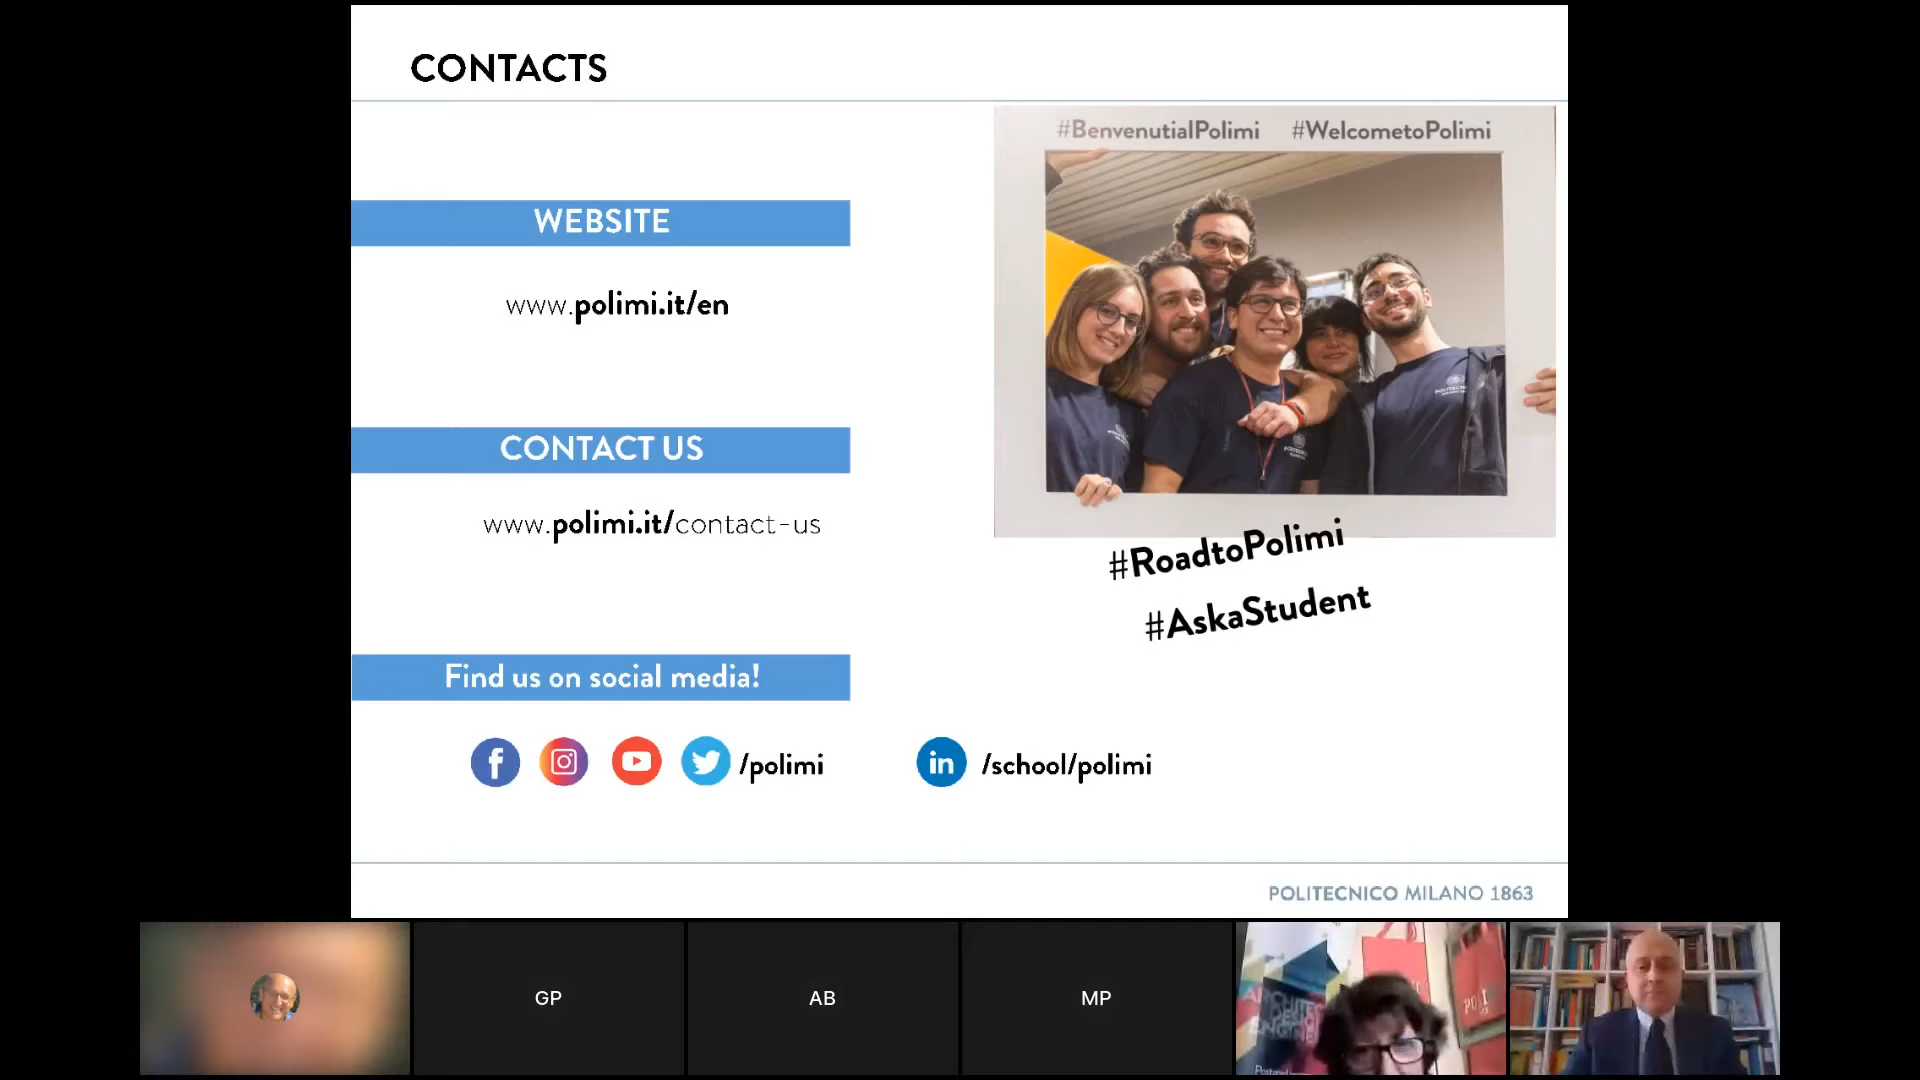 CONTACTS
#BenvenutialPolimi #WelcometoPolimi
WEBSITE
www.polimi.it/en
CONTACT US
www.polimi.it/contact-us
#RoadtoPolimi
#AskaStudent
Find us on social media!
/polimi
in /school/polimi
POLITECNICO MILANO 1863
GP
AB
MP